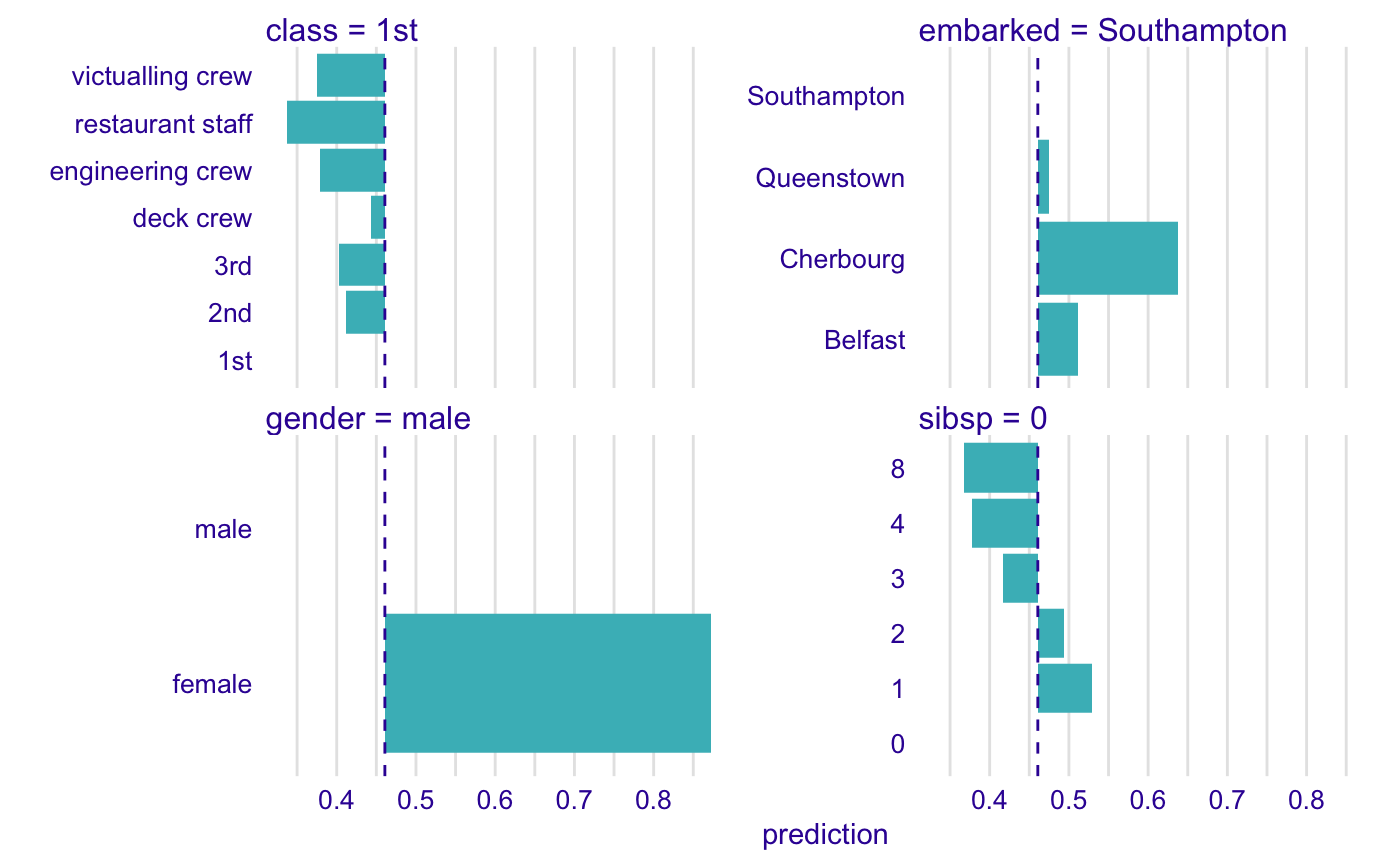 class = 1st
victualling crew
restaurant staff
engineering crew
deck crew
3rd
2nd
1st
embarked = Southampton
Southampton
Queenstown
Cherbourg
Belfast
gender = male
male
female
0.4 0.5 0.6 0.7 0.8
sibsp = 0
8
4
3
2
1
0
0.4 0.5 0.6 0.7 0.8
prediction